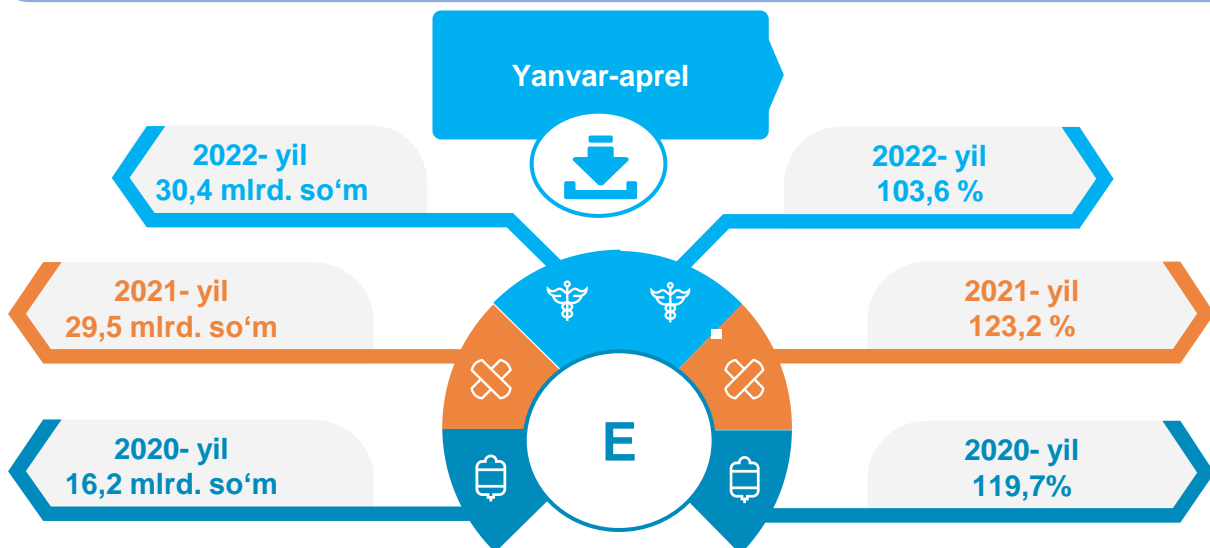 Yanvar-aprel
2022- yil
30,4 mlrd. so‘m
2022- yil
103,6 %
2021- yil
29,5 mlrd. so‘m
2021- yil
123,2 %
E
2020- yil
16,2 mlrd. so‘m
2020- yil
119,7%